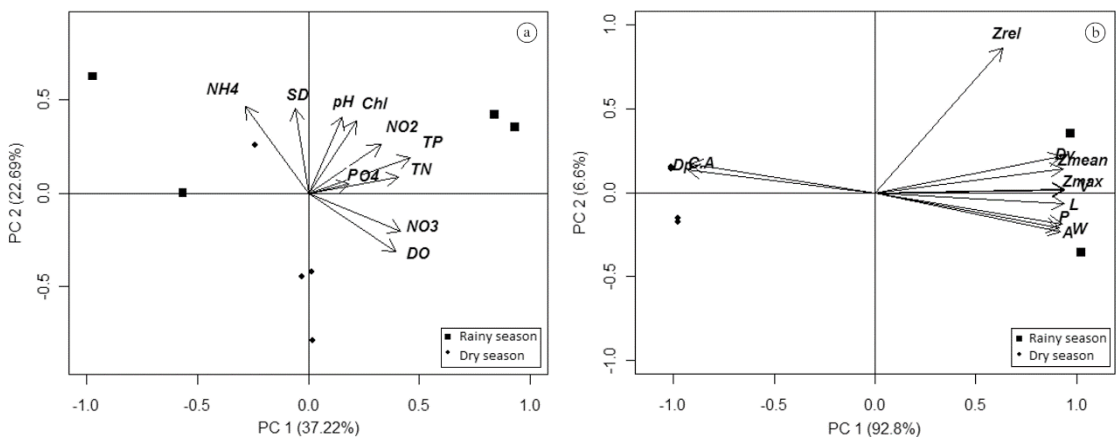 a
NH4
SD
pH
Chl
NO2
TP
PO4
TN
NO3
DO
0.5
0.0
-0.5
PC 2 (22.69%)
-1.0
-0.5
0.0
0.5
1.0
PC 1 (37.22%)
Rainy season
Dry season
b
Zrel
Dv
Zmean
Zmax
V
L
P
W
A
Dp
C.A
1.0
0.5
0.0
-0.5
-1.0
PC 2 (6.6%)
-1.0
-0.5
0.0
0.5
1.0
PC 1 (92.8%)
Rainy season
Dry season